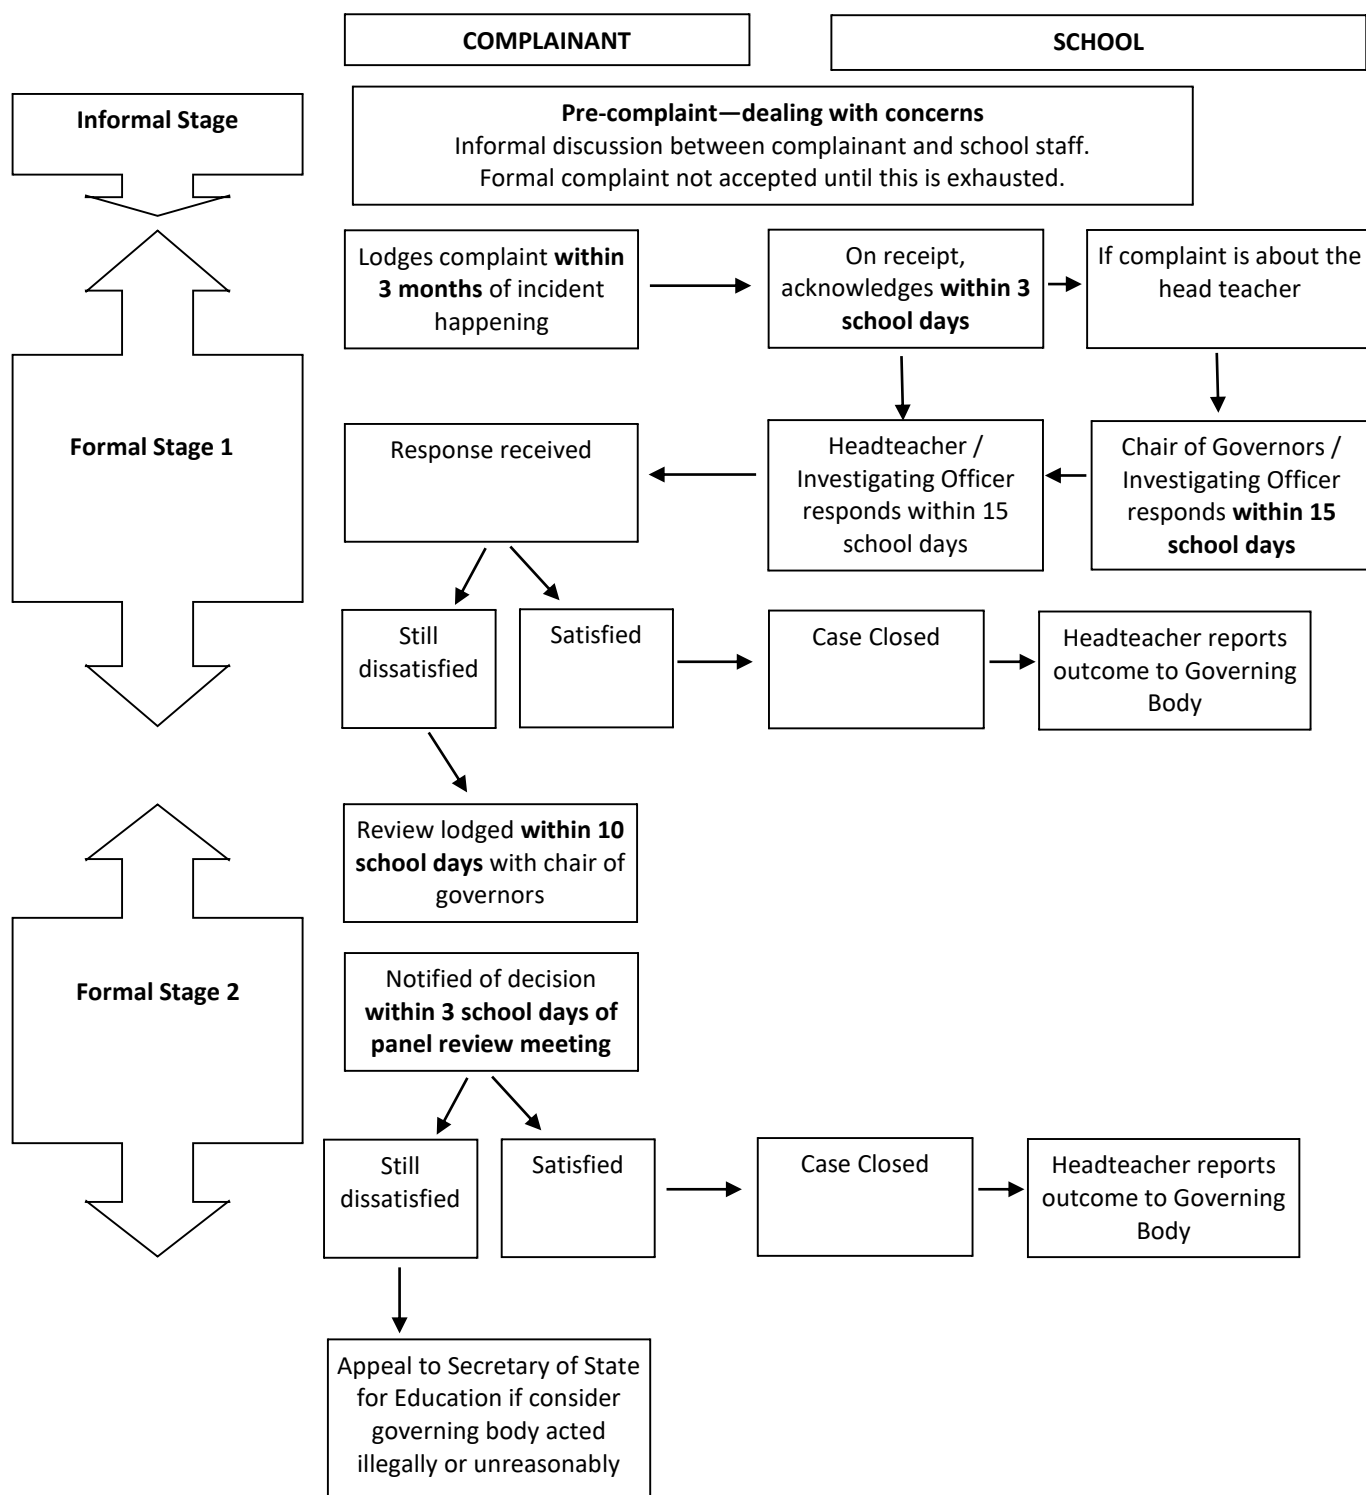 COMPLAINANT
SCHOOL
Informal Stage
Pre-complaint—dealing with concerns
Informal discussion between complainant and school staff.
Formal complaint not accepted until this is exhausted.
Lodges complaint within
3 months of incident
happening
On receipt,
acknowledges within 3
school days
If complaint is about the
head teacher
Formal Stage 1
Response received
Headteacher /
Investigating Officer
responds within 15
school days
Chair of Governors /
Investigating Officer
responds within 15
school days
Still
dissatisfied
Satisfied
Case Closed
Headteacher reports
outcome to Governing
Body
Review lodged within 10
school days with chair of
governors
Formal Stage 2
Notified of decision
within 3 school days of
panel review meeting
Still
dissatisfied
Satisfied
Case Closed
Headteacher reports
outcome to Governing
Body
Appeal to Secretary of State
for Education if consider
governing body acted
illegally or unreasonably